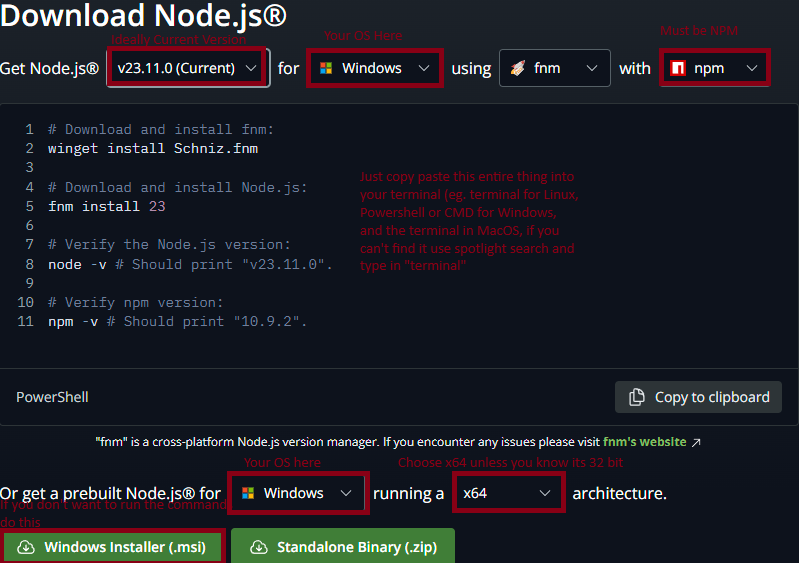 Download Node.js®
Ideally Current Version
Your OS Here
Must be NPM
Get Node.js® v23.11.0 (Current) for Windows using fnm with npm
1 # Download and install fnm:
2 winget install Schniz.fnm
3
4 # Download and install Node.js:
5 fnm install 23
6
7 # Verify the Node.js version:
8 node -v # Should print "v23.11.0".
9
10 # Verify npm version:
11 npm -v # Should print "10.9.2".
Just copy paste this entire thing into
your terminal (eg. terminal for Linux,
Powershell or CMD for Windows,
and the terminal in MacOS, if you
can't find it use spotlight search and
type in "terminal"
PowerShell
Copy to clipboard
"fnm" is a cross-platform Node.js version manager. If you encounter any issues please visit fnm's website ↗
Your OS here
Choose x64 unless you know its 32 bit
Or get a prebuilt Node.js® for Windows running a x64 architecture.
If you don't want to run the command
do this
Windows Installer (.msi)
Standalone Binary (.zip)